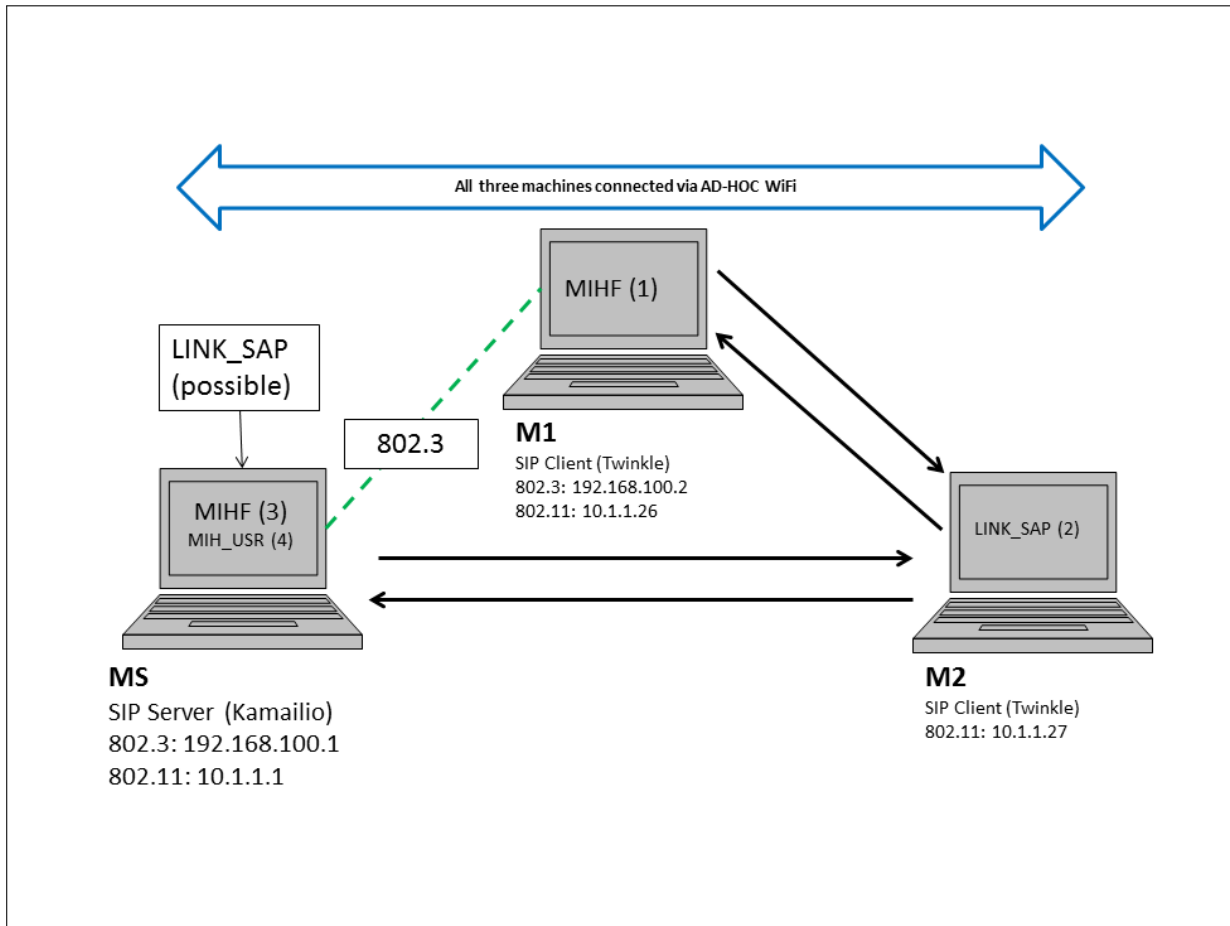 All three machines connected via AD-HOC WiFi
MIHF (1)
LINK_SAP
(possible)
802.3
M1
SIP Client (Twinkle)
802.3: 192.168.100.2
802.11: 10.1.1.26
MIHF (3)
MIH_USR (4)
LINK_SAP (2)
MS
SIP Server (Kamailio)
802.3: 192.168.100.1
802.11: 10.1.1.1
M2
SIP Client (Twinkle)
802.11: 10.1.1.27